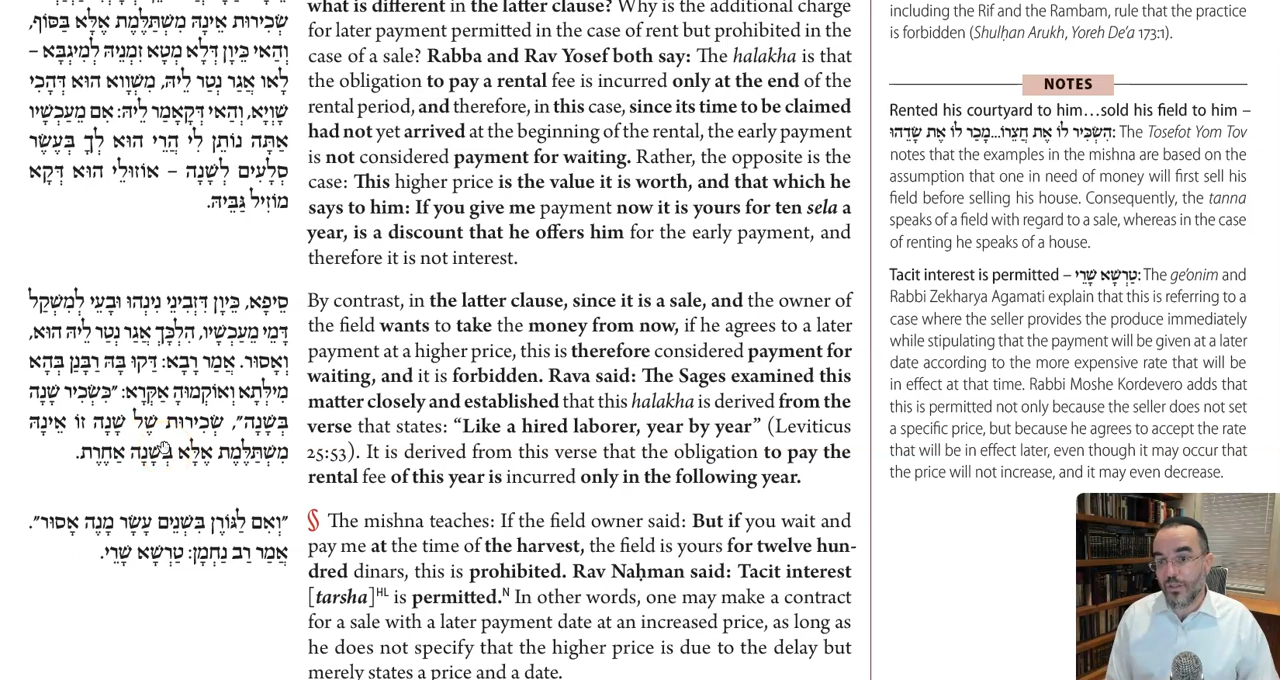 שְׂכִירוּת אֵינָהּ מִשְׁתַּלֶּמֶת אֶלָּא בַּסּוֹף,
וְהַאי כֵּיוָן דְּלָא מְטָא זִמְנֵיהּ לְמִיגְבָּא –
לָאו אֲגַר נְטַר לֵיהּ, מִשְׁוָוא הוּא דְּהָכִי
שָׁוְיָא, וְהַאי דְּקָאָמַר לֵיהּ: אִם מֵעַכְשָׁיו
אַתָּה נוֹתֵן לִי הֲרֵי הוּא לְךָ בְּעֶשֶׂר
סְלָעִים לְשָׁנָה – אוֹזוּלֵי הוּא דְּקָא
מוֹזֵיל גַּבֵּיהּ.
סֵיפָא, כֵּיוָן דִּזְבִינֵי נִינְהוּ וּבָעֵי לְמִשְׁקַל
דְּמֵי מֵעַכְשָׁיו, הִלְכָּךְ אֲגַר נְטַר לֵיהּ הוּא,
וְאָסוּר. אֲמַר רָבָא: דָּקוּ בַּהּ רַבָּנַן בְּהָא
מִילְּתָא וְאוֹקְמוּהָ אַקְּרָא: ״כִּשְׂכִיר שָׁנָה
בְּשָׁנָה״, שְׂכִירוּת שֶׁל שָׁנָה זוֹ אֵינָהּ
מִשְׁתַּלֶּמֶת אֶלָּא בְּשָׁנָה אַחֶרֶת.
״וְאִם לַגּוֹרֶן בִּשְׁנֵים עָשָׂר מָנֶה אָסוּר״.
אָמַר רַב נַחְמָן: טַרְשָׁא שְׁרֵי.
what is different in the latter clause? Why is the additional charge
for later payment permitted in the case of rent but prohibited in the
case of a sale? Rabba and Rav Yosef both say: The halakha is that
the obligation to pay a rental fee is incurred only at the end of the
rental period, and therefore, in this case, since its time to be claimed
had not yet arrived at the beginning of the rental, the early payment
is not considered payment for waiting. Rather, the opposite is the
case: This higher price is the value it is worth, and that which he
says to him: If you give me payment now it is yours for ten sela a
year, is a discount that he offers him for the early payment, and
therefore it is not interest.
By contrast, in the latter clause, since it is a sale, and the owner of
the field wants to take the money from now, if he agrees to a later
payment at a higher price, this is therefore considered payment for
waiting, and it is forbidden. Rava said: The Sages examined this
matter closely and established that this halakha is derived from the
verse that states: “Like a hired laborer, year by year” (Leviticus
25:53). It is derived from this verse that the obligation to pay the
rental fee of this year is incurred only in the following year.
§ The mishna teaches: If the field owner said: But if you wait and
pay me at the time of the harvest, the field is yours for twelve hun-
dred dinars, this is prohibited. Rav Naḥman said: Tacit interest
[tarsha]HL is permitted.N In other words, one may make a contract
for a sale with a later payment date at an increased price, as long as
he does not specify that the higher price is due to the delay but
merely states a price and a date.
including the Rif and the Rambam, rule that the practice
is forbidden (Shulḥan Arukh, Yoreh De’a 173:1).
NOTES
Rented his courtyard to him…sold his field to him –
הִשְׂכִּיר לוֹ אֶת חֲצֵרוֹ...מָכַר לוֹ אֶת שָׂדֵהוּ: The Tosefot Yom Tov
notes that the examples in the mishna are based on the
assumption that one in need of money will first sell his
field before selling his house. Consequently, the tanna
speaks of a field with regard to a sale, whereas in the case
of renting he speaks of a house.
Tacit interest is permitted – טַרְשָׁא שְׁרֵי: The ge’onim and
Rabbi Zekharya Agamati explain that this is referring to a
case where the seller provides the produce immediately
while stipulating that the payment will be given at a later
date according to the more expensive rate that will be
in effect at that time. Rabbi Moshe Kordevero adds that
this is permitted not only because the seller does not set
a specific price, but because he agrees to accept the rate
that will be in effect later, even though it may occur that
the price will not increase, and it may even decrease.